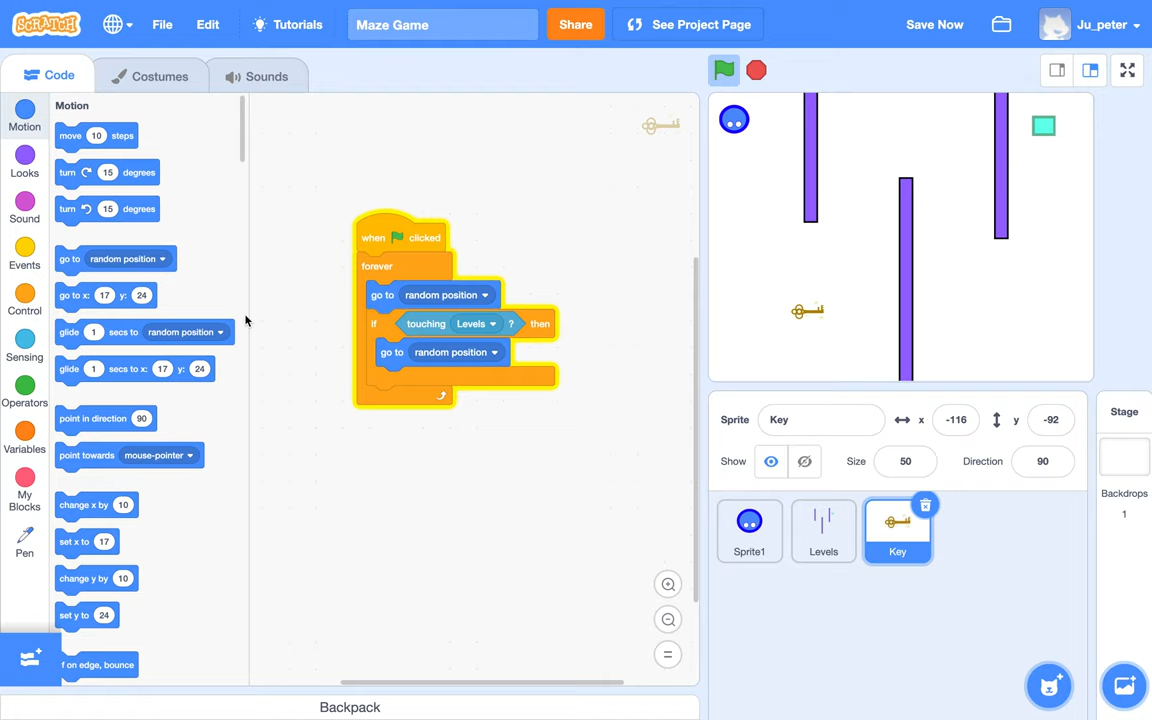 SCRATCH File Edit Tutorials Maze Game Share See Project Page Save Now Ju_peter
Code Costumes Sounds
Motion
Looks
Sound
Events
Control
Sensing
Operators
Variables
My
Blocks
Pen
Motion
move 10 steps
turn 15 degrees
turn 15 degrees
go to random position
go to x: 17 y: 24
glide 1 secs to random position
glide 1 secs to x: 17 y: 24
point in direction 90
point towards mouse-pointer
change x by 10
set x to 17
change y by 10
set y to 24
f on edge, bounce
when clicked
forever
go to random position
if touching Levels ? then
go to random position
Sprite Key x -116 y -92
Show Size 50 Direction 90
Sprite1 Levels Key
Stage
Backdrops
1
Backpack